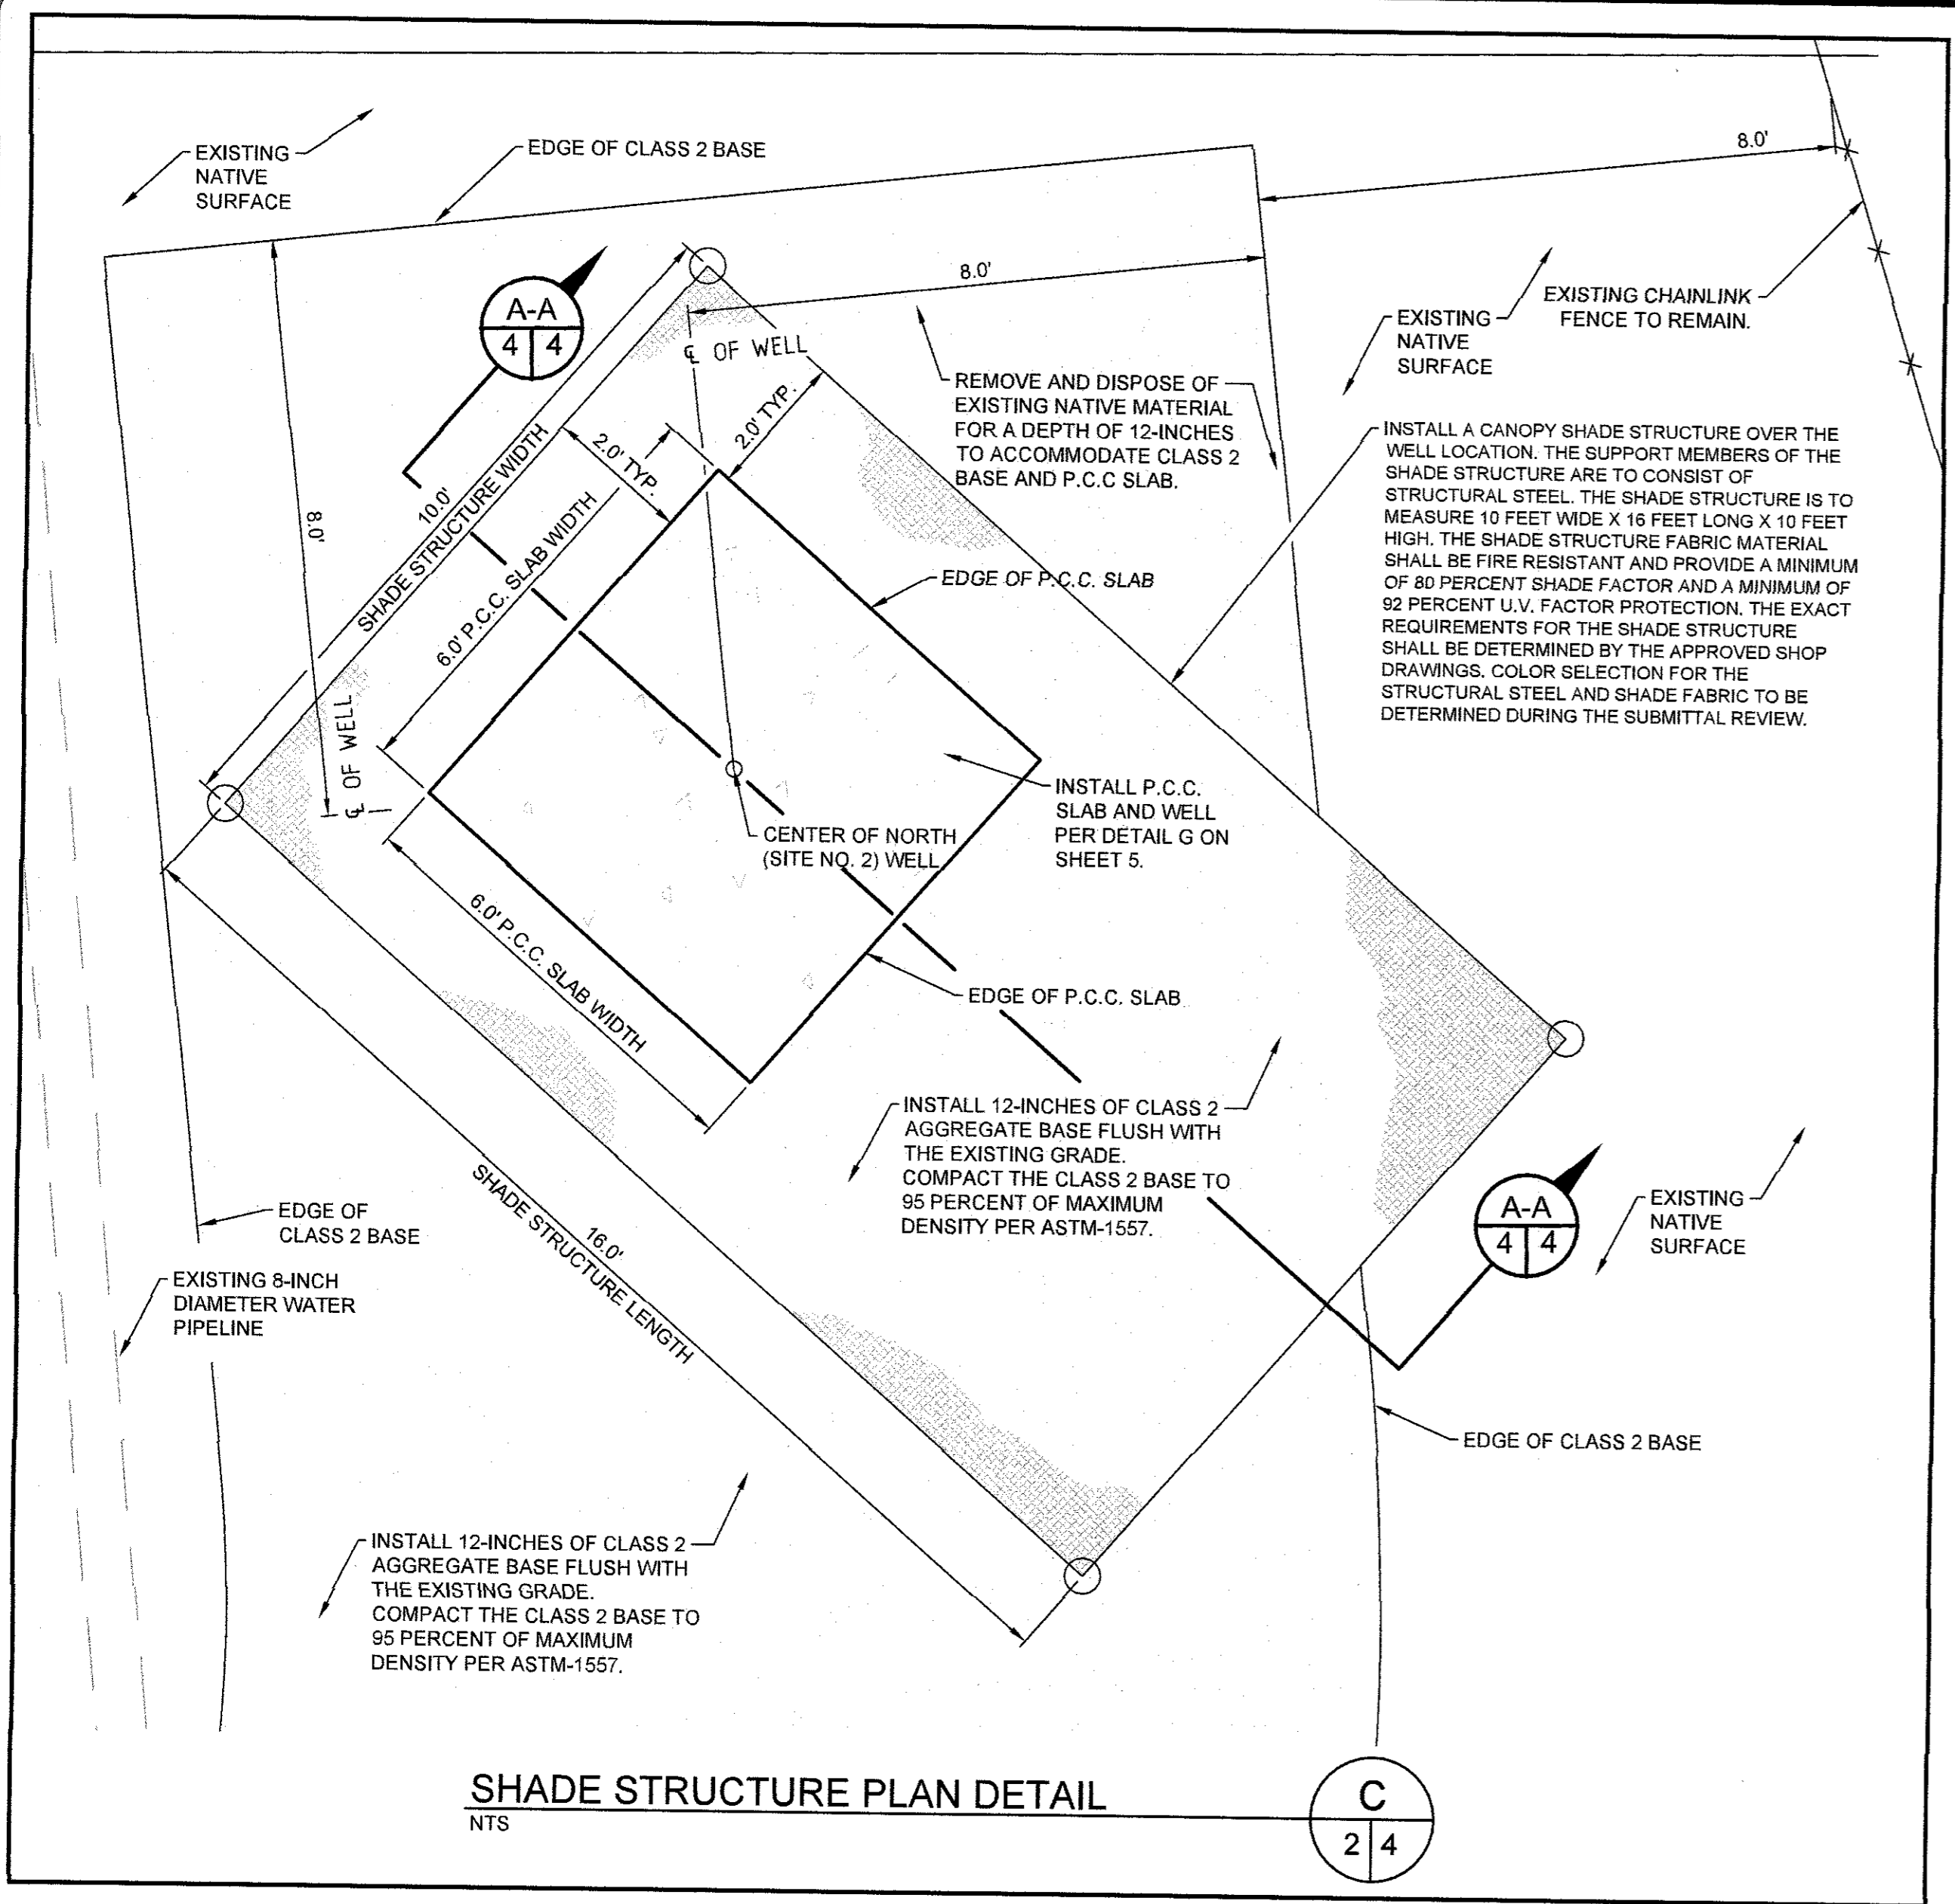 EXISTING
NATIVE
SURFACE
EDGE OF CLASS 2 BASE
8.0'
A-A
4 4
8.0'
℄ OF WELL
EXISTING CHAINLINK
FENCE TO REMAIN.
EXISTING
NATIVE
SURFACE
REMOVE AND DISPOSE OF
EXISTING NATIVE MATERIAL
FOR A DEPTH OF 12-INCHES
TO ACCOMMODATE CLASS 2
BASE AND P.C.C SLAB.
2.0' TYP.
2.0' TYP.
10.0'
SHADE STRUCTURE WIDTH
6.0' P.C.C. SLAB WIDTH
8.0'
℄ OF WELL
INSTALL A CANOPY SHADE STRUCTURE OVER THE
WELL LOCATION. THE SUPPORT MEMBERS OF THE
SHADE STRUCTURE ARE TO CONSIST OF
STRUCTURAL STEEL. THE SHADE STRUCTURE IS TO
MEASURE 10 FEET WIDE X 16 FEET LONG X 10 FEET
HIGH. THE SHADE STRUCTURE FABRIC MATERIAL
SHALL BE FIRE RESISTANT AND PROVIDE A MINIMUM
OF 80 PERCENT SHADE FACTOR AND A MINIMUM OF
92 PERCENT U.V. FACTOR PROTECTION. THE EXACT
REQUIREMENTS FOR THE SHADE STRUCTURE
SHALL BE DETERMINED BY THE APPROVED SHOP
DRAWINGS. COLOR SELECTION FOR THE
STRUCTURAL STEEL AND SHADE FABRIC TO BE
DETERMINED DURING THE SUBMITTAL REVIEW.
EDGE OF P.C.C. SLAB
INSTALL P.C.C.
SLAB AND WELL
PER DETAIL G ON
SHEET 5.
CENTER OF NORTH
(SITE NO. 2) WELL
6.0' P.C.C. SLAB WIDTH
EDGE OF P.C.C. SLAB
INSTALL 12-INCHES OF CLASS 2
AGGREGATE BASE FLUSH WITH
THE EXISTING GRADE.
COMPACT THE CLASS 2 BASE TO
95 PERCENT OF MAXIMUM
DENSITY PER ASTM-1557.
A-A
4 4
EXISTING
NATIVE
SURFACE
16.0'
SHADE STRUCTURE LENGTH
EDGE OF
CLASS 2 BASE
EXISTING 8-INCH
DIAMETER WATER
PIPELINE
EDGE OF CLASS 2 BASE
INSTALL 12-INCHES OF CLASS 2
AGGREGATE BASE FLUSH WITH
THE EXISTING GRADE.
COMPACT THE CLASS 2 BASE TO
95 PERCENT OF MAXIMUM
DENSITY PER ASTM-1557.
SHADE STRUCTURE PLAN DETAIL
NTS
C
2 4